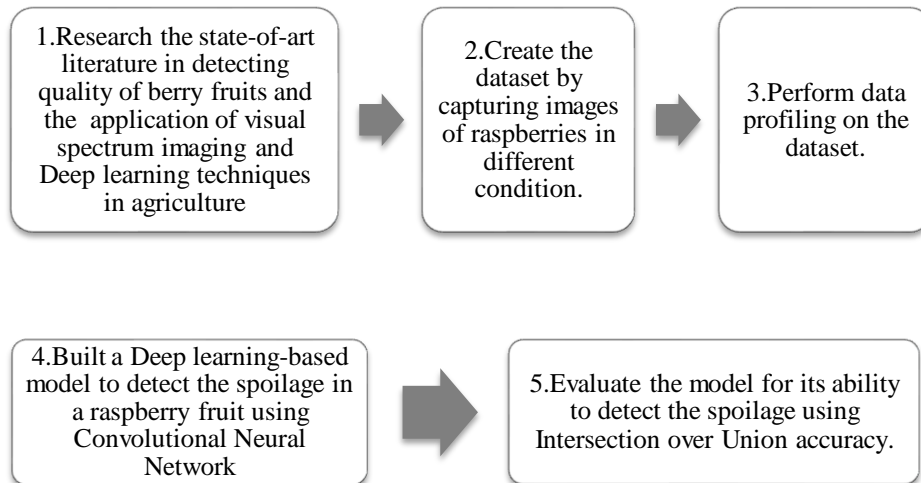 1.Research the state-of-art
literature in detecting
quality of berry fruits and
the application of visual
spectrum imaging and
Deep learning techniques
in agriculture
2.Create the
dataset by
capturing images
of raspberries in
different
condition.
3.Perform data
profiling on the
dataset.
4.Built a Deep learning-based
model to detect the spoilage in
a raspberry fruit using
Convolutional Neural
Network
5.Evaluate the model for its ability
to detect the spoilage using
Intersection over Union accuracy.